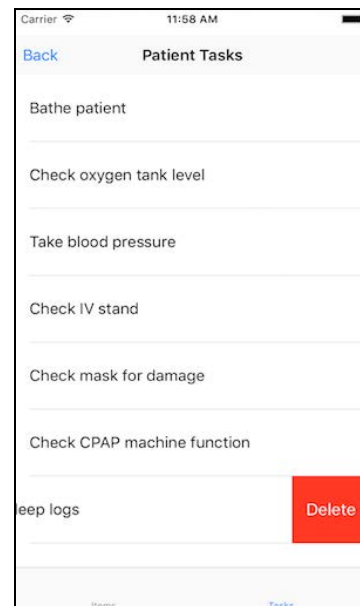 Carrier 11:58 AM
Back Patient Tasks
Bathe patient
Check oxygen tank level
Take blood pressure
Check IV stand
Check mask for damage
Check CPAP machine function
leep logs Delete
Items Tasks